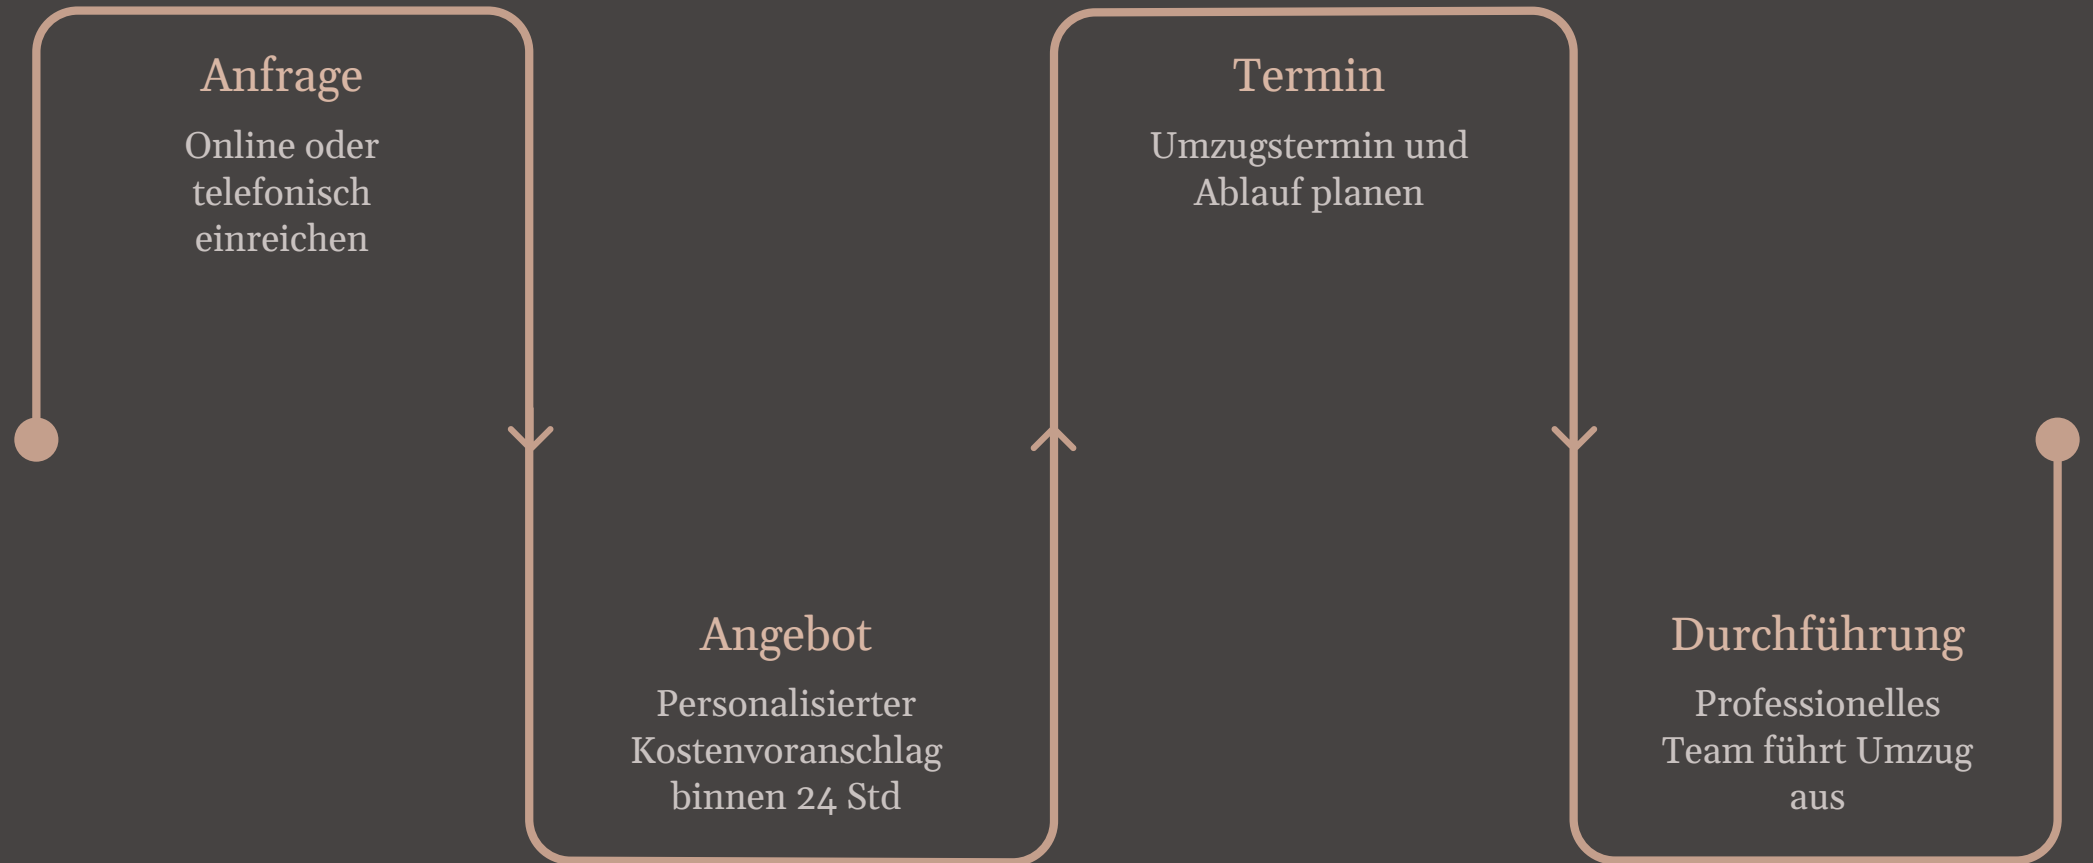 Anfrage
Online oder
telefonisch
einreichen
Angebot
Personalisierter
Kostenvoranschlag
binnen 24 Std
Termin
Umzugstermin und
Ablauf planen
Durchführung
Professionelles
Team führt Umzug
aus